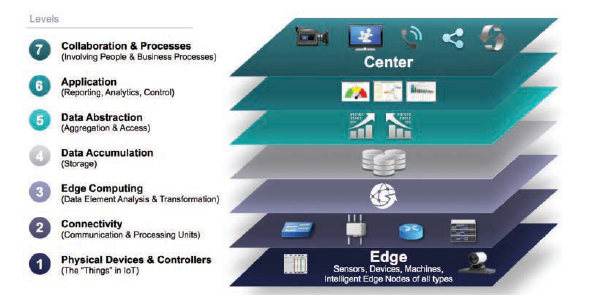 Levels
7
Collaboration & Processes
(Involving People & Business Processes)
6
Application
(Reporting, Analytics, Control)
5
Data Abstraction
(Aggregation & Access)
4
Data Accumulation
(Storage)
3
Edge Computing
(Data Element Analysis & Transformation)
2
Connectivity
(Communication & Processing Units)
1
Physical Devices & Controllers
(The "Things" in IoT)
Center
Edge
Sensors, Devices, Machines,
Intelligent Edge Nodes of all types